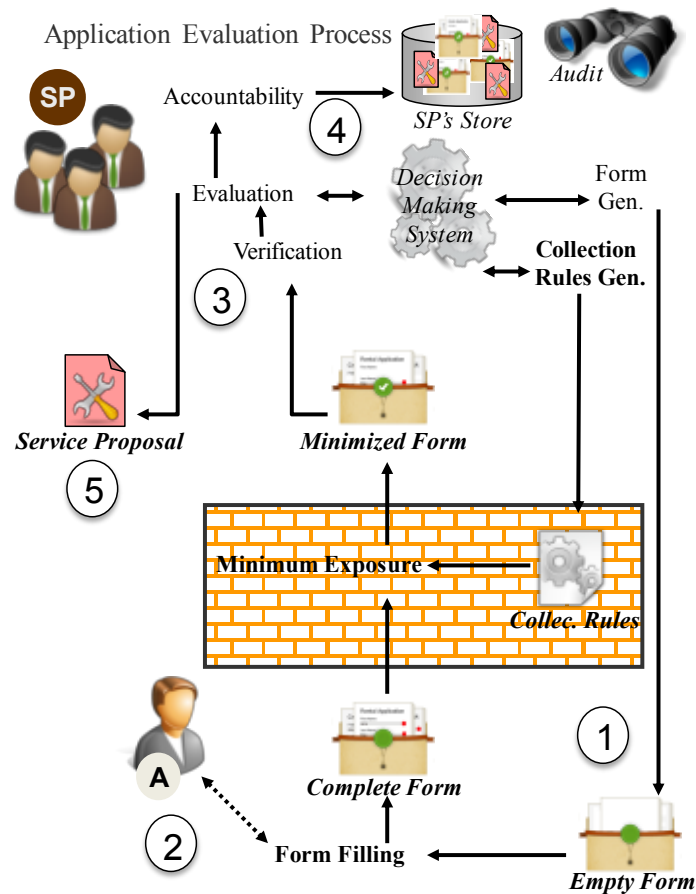 Application Evaluation Process
SP
Audit
Accountability
4
SP's Store
Evaluation
Decision
Making
System
Form
Gen.
Verification
Collection
Rules Gen.
3
Service Proposal
5
Minimized Form
Minimum Exposure
Collec. Rules
1
A
Complete Form
2
Form Filling
Empty Form